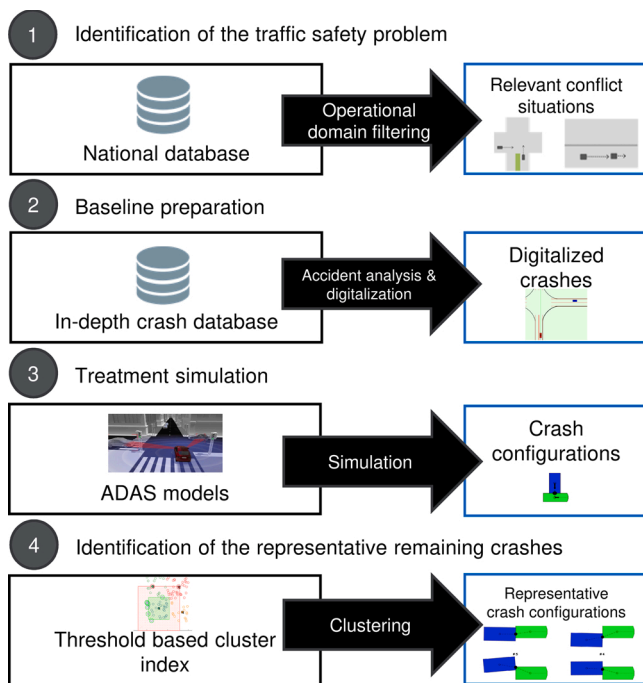 1
Identification of the traffic safety problem
National database
Operational
domain filtering
Relevant conflict
situations
2
Baseline preparation
In-depth crash database
Accident analysis &
digitalization
Digitalized
crashes
3
Treatment simulation
ADAS models
Simulation
Crash
configurations
4
Identification of the representative remaining crashes
Threshold based cluster
index
Clustering
Representative
crash configurations